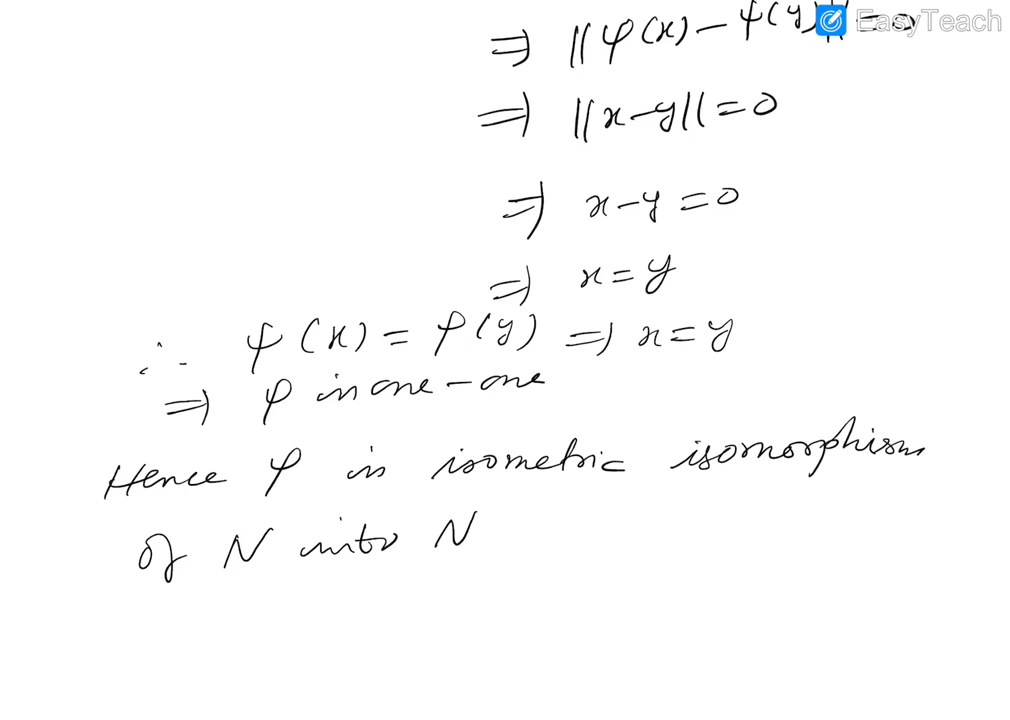 ⇒ ||φ(x) − φ(y)|| = 0
EasyTeach
⇒ ||x − y|| = 0
⇒ x − y = 0
⇒ x = y
∴ φ(x) = φ(y) ⇒ x = y
⇒ φ is one-one
Hence φ is isometric isomorphism
of N into N